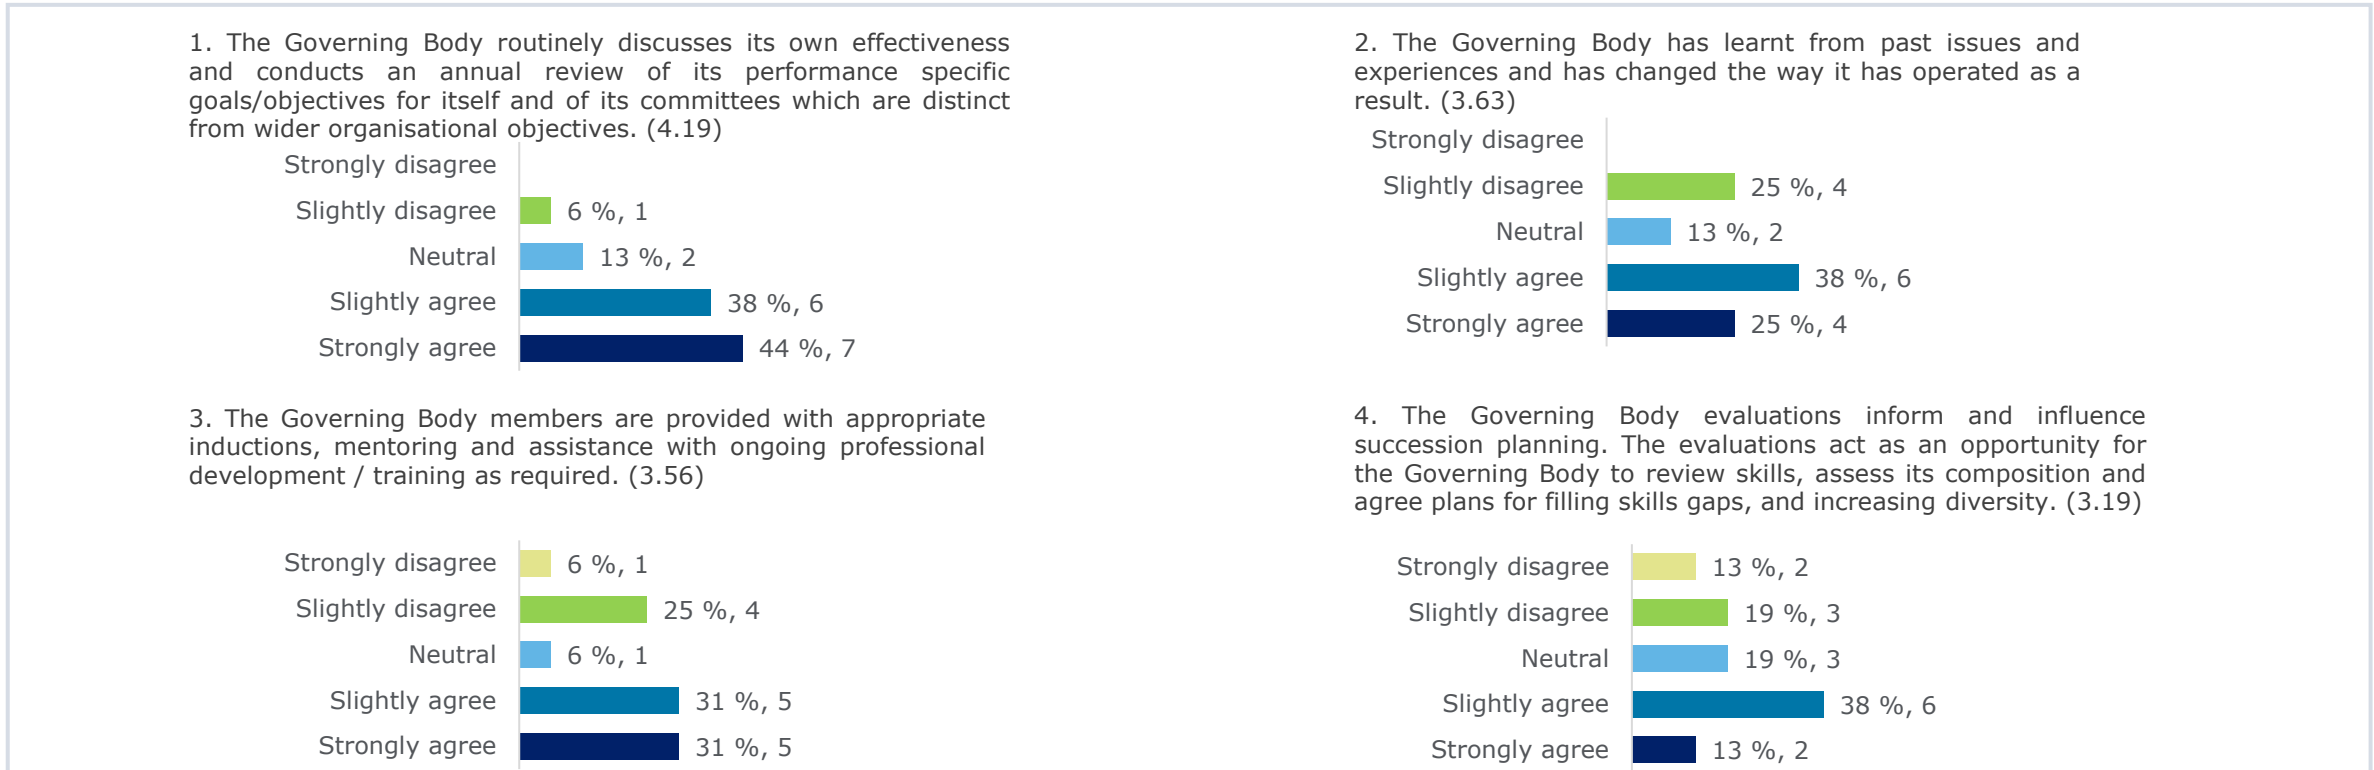 1. The Governing Body routinely discusses its own effectiveness
and conducts an annual review of its performance specific
goals/objectives for itself and of its committees which are distinct
from wider organisational objectives. (4.19)
Strongly disagree
Slightly disagree 6 %, 1
Neutral 13 %, 2
Slightly agree 38 %, 6
Strongly agree 44 %, 7
2. The Governing Body has learnt from past issues and
experiences and has changed the way it has operated as a
result. (3.63)
Strongly disagree
Slightly disagree 25 %, 4
Neutral 13 %, 2
Slightly agree 38 %, 6
Strongly agree 25 %, 4
3. The Governing Body members are provided with appropriate
inductions, mentoring and assistance with ongoing professional
development / training as required. (3.56)
Strongly disagree 6 %, 1
Slightly disagree 25 %, 4
Neutral 6 %, 1
Slightly agree 31 %, 5
Strongly agree 31 %, 5
4. The Governing Body evaluations inform and influence
succession planning. The evaluations act as an opportunity for
the Governing Body to review skills, assess its composition and
agree plans for filling skills gaps, and increasing diversity. (3.19)
Strongly disagree 13 %, 2
Slightly disagree 19 %, 3
Neutral 19 %, 3
Slightly agree 38 %, 6
Strongly agree 13 %, 2